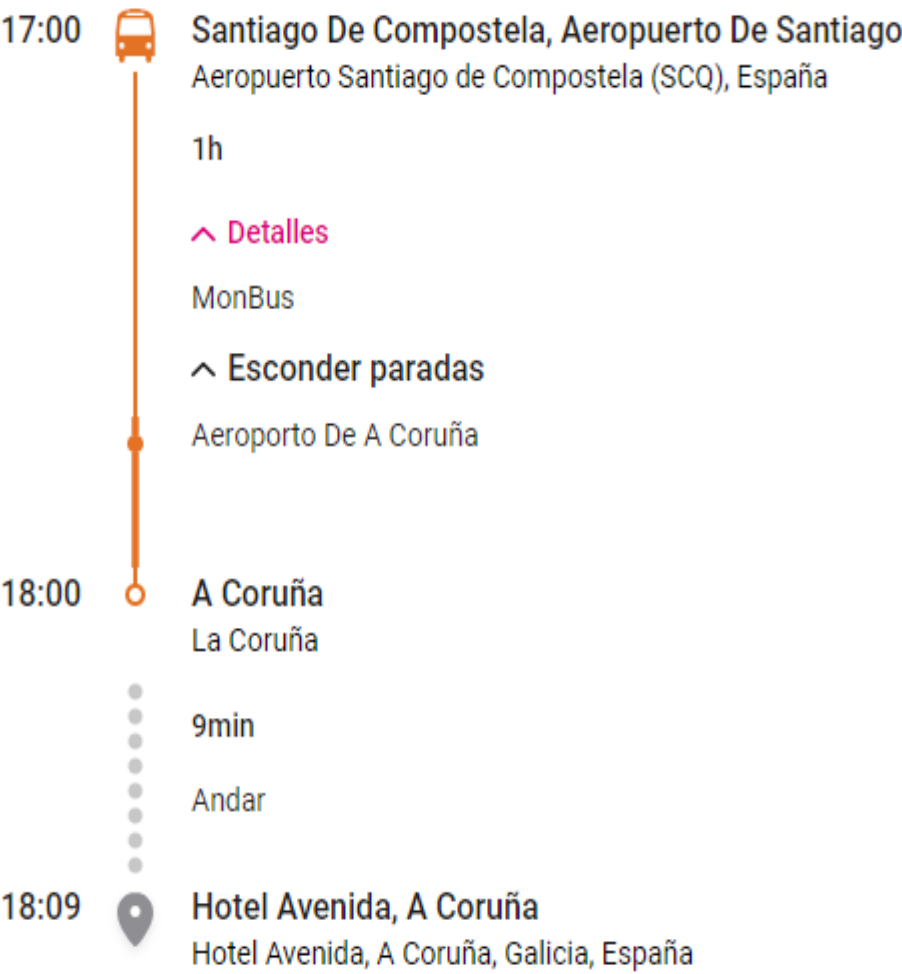 17:00 Santiago De Compostela, Aeropuerto De Santiago
Aeropuerto Santiago de Compostela (SCQ), España
1h
Detalles
MonBus
Esconder paradas
Aeroporto De A Coruña
18:00 A Coruña
La Coruña
9min
Andar
18:09 Hotel Avenida, A Coruña
Hotel Avenida, A Coruña, Galicia, España